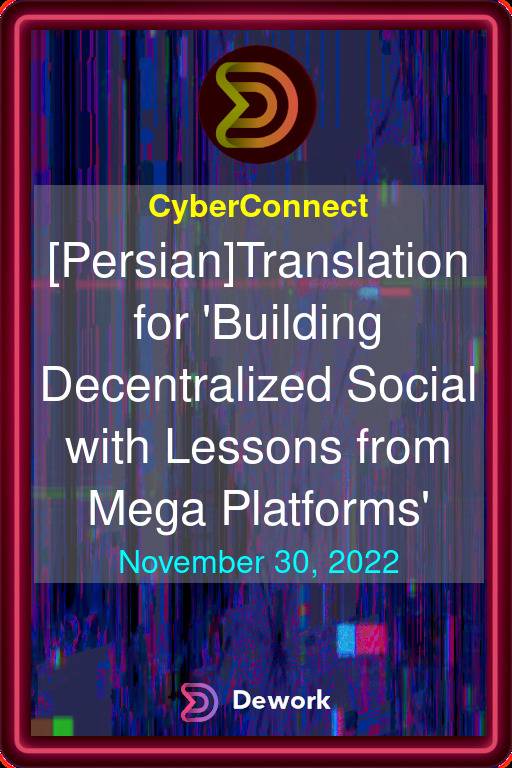 CyberConnect
[Persian]Translation
for 'Building
Decentralized Social
with Lessons from
Mega Platforms'
November 30, 2022
Dework